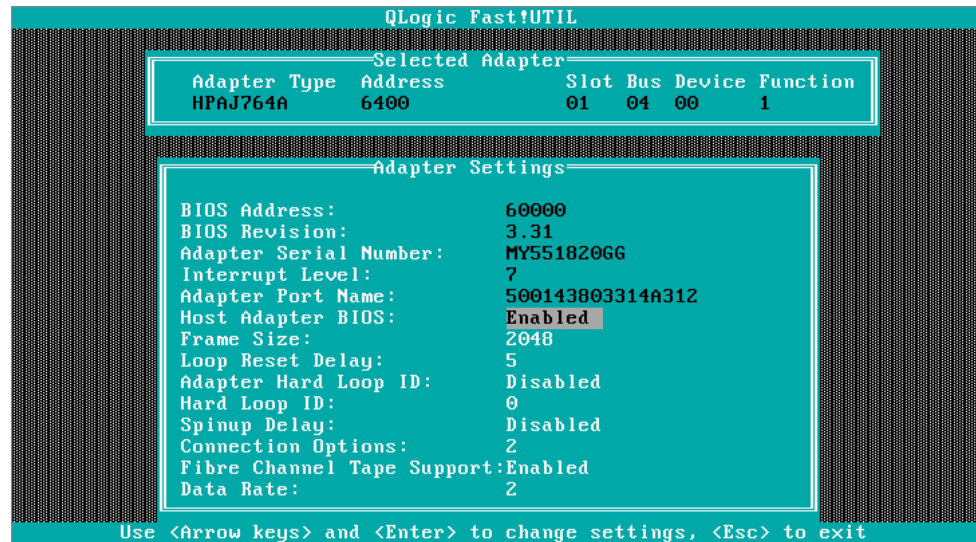 QLogic Fast!UTIL
Selected Adapter
Adapter Type Address Slot Bus Device Function
HPAJ764A 6400 01 04 00 1
Adapter Settings
BIOS Address: 60000
BIOS Revision: 3.31
Adapter Serial Number: MY551820GG
Interrupt Level: 7
Adapter Port Name: 500143803314A312
Host Adapter BIOS: Enabled
Frame Size: 2048
Loop Reset Delay: 5
Adapter Hard Loop ID: Disabled
Hard Loop ID: 0
Spinup Delay: Disabled
Connection Options: 2
Fibre Channel Tape Support:Enabled
Data Rate: 2
Use <Arrow keys> and <Enter> to change settings, <Esc> to exit